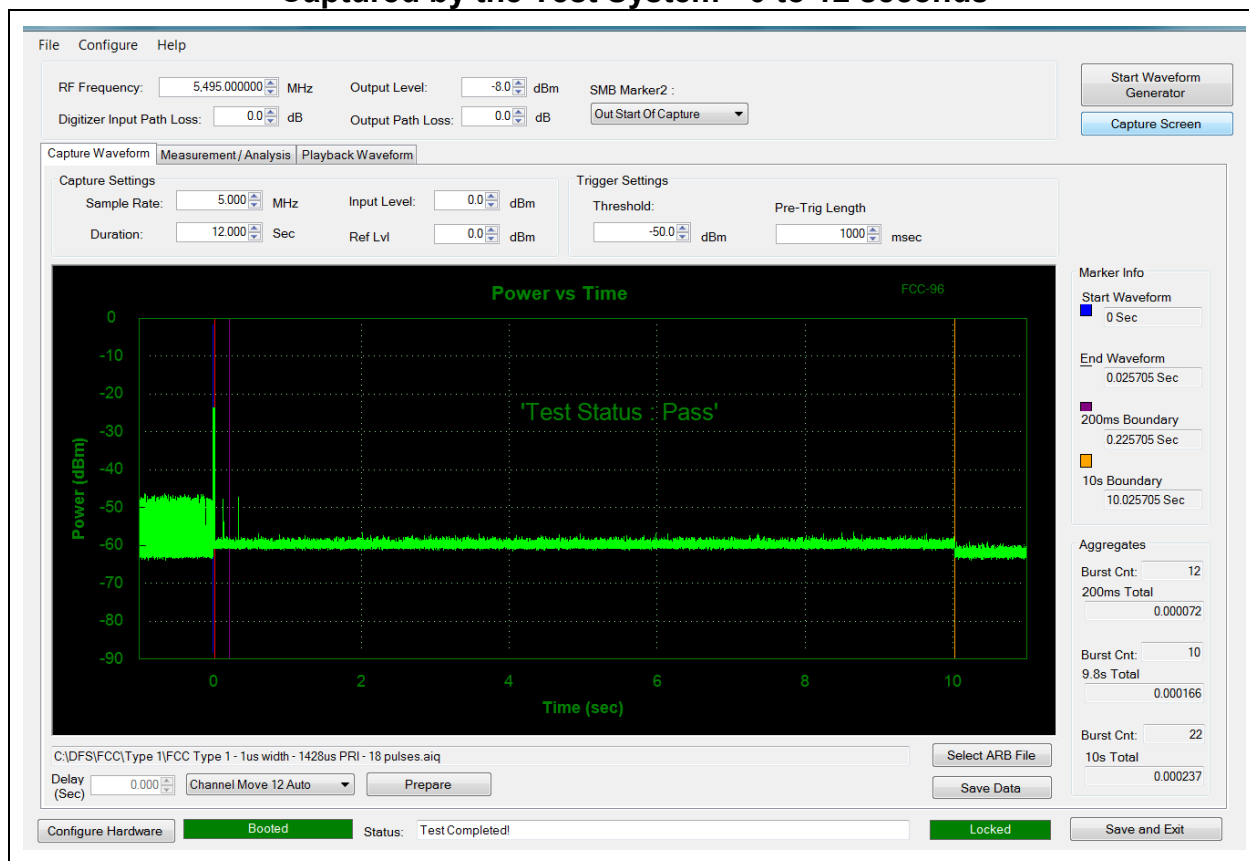 File Configure Help
RF Frequency: 5,495.000000 MHz Output Level: -8.0 dBm SMB Marker2 :
Digitizer Input Path Loss: 0.0 dB Output Path Loss: 0.0 dB Out Start Of Capture
Start Waveform
Generator
Capture Screen
Capture Waveform Measurement / Analysis Playback Waveform
Capture Settings
Sample Rate: 5.000 MHz Input Level: 0.0 dBm
Duration: 12.000 Sec Ref Lvl 0.0 dBm
Trigger Settings
Threshold: Pre-Trig Length
-50.0 dBm 1000 msec
Power vs Time FCC-96
'Test Status : Pass'
Power (dBm)
0
-10
-20
-30
-40
-50
-60
-70
-80
-90
0 2 4 6 8 10
Time (sec)
Marker Info
Start Waveform
0 Sec
End Waveform
0.025705 Sec
200ms Boundary
0.225705 Sec
10s Boundary
10.025705 Sec
Aggregates
Burst Cnt: 12
200ms Total
0.000072
Burst Cnt: 10
9.8s Total
0.000166
Burst Cnt: 22
10s Total
0.000237
C:\DFS\FCC\Type 1\FCC Type 1 - 1us width - 1428us PRI - 18 pulses.aiq
Select ARB File
Delay
(Sec) 0.000 Channel Move 12 Auto Prepare
Save Data
Configure Hardware Booted Status: Test Completed! Locked Save and Exit